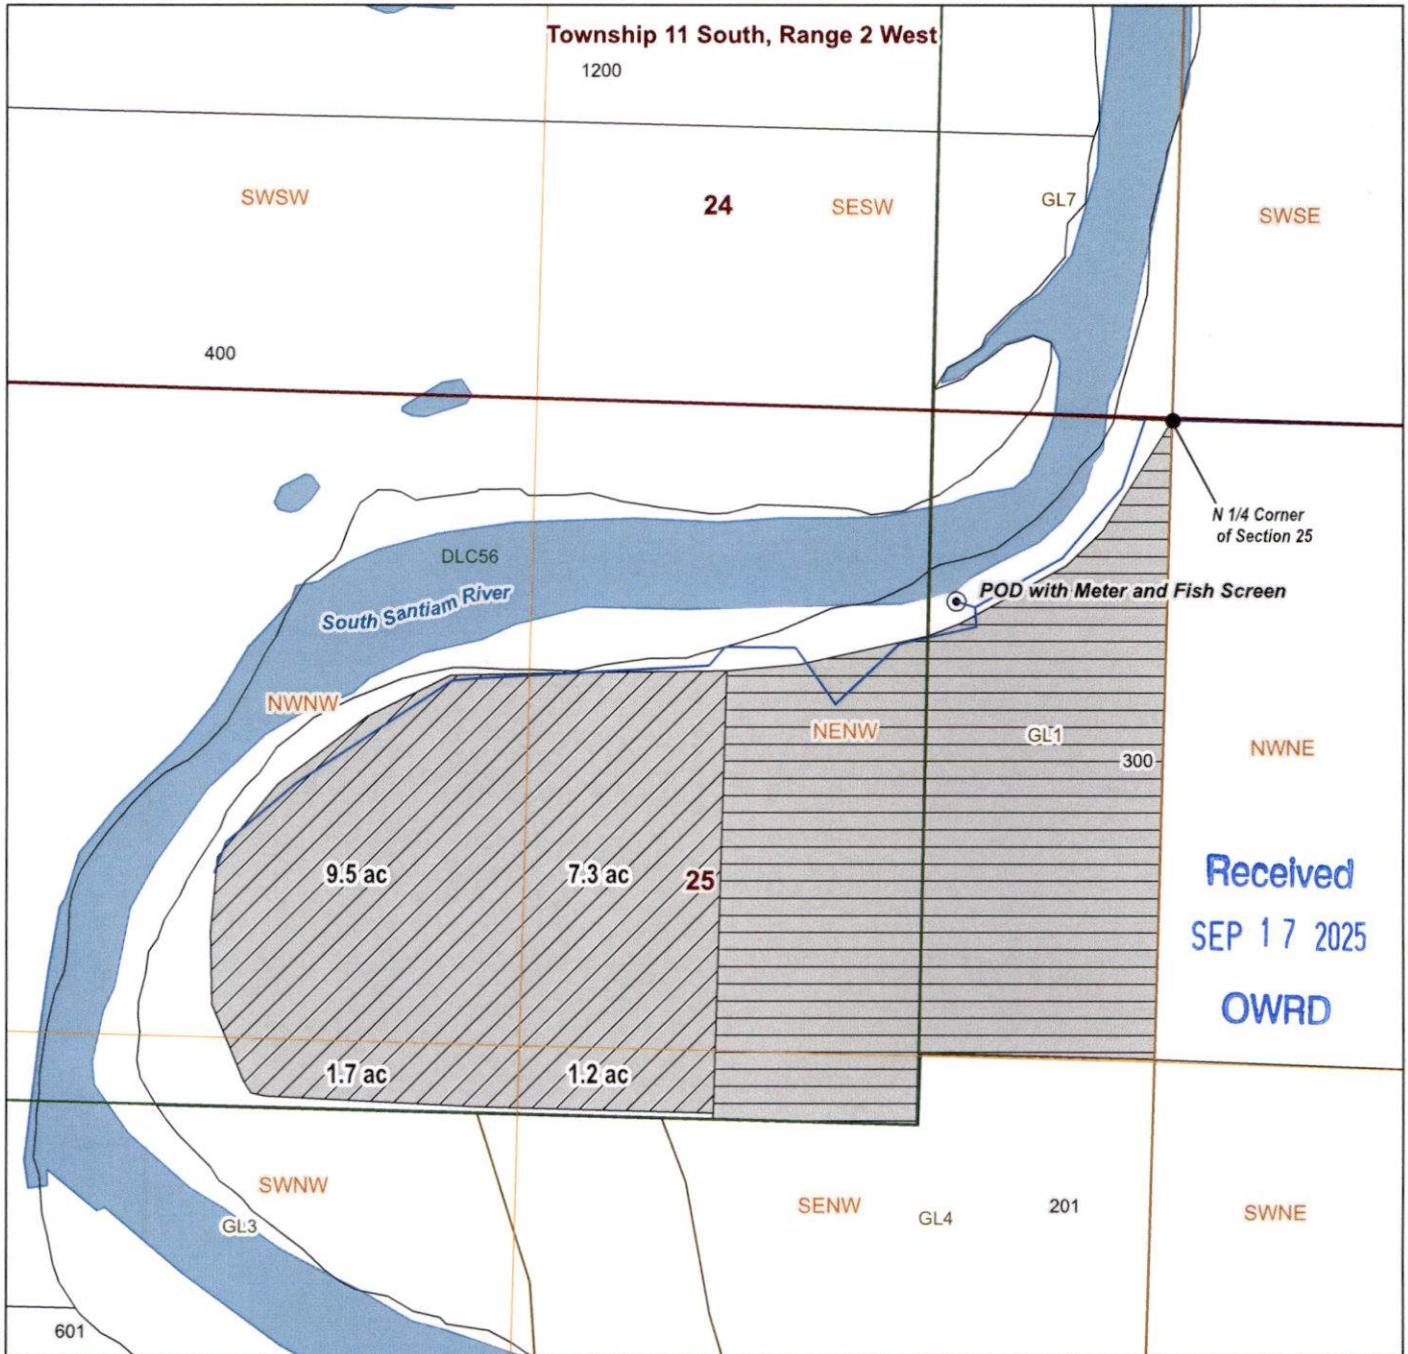 Township 11 South, Range 2 West
1200
SWSW
24
SESW
GL7
SWSE
400
N 1/4 Corner
of Section 25
DLC56
POD with Meter and Fish Screen
South Santiam River
NWNW
NENW
GL1
NWNE
300
9.5 ac
7.3 ac
25
Received
SEP 17 2025
OWRD
1.7 ac
1.2 ac
SWNW
SENW
201
SWNE
GL3
GL4
601